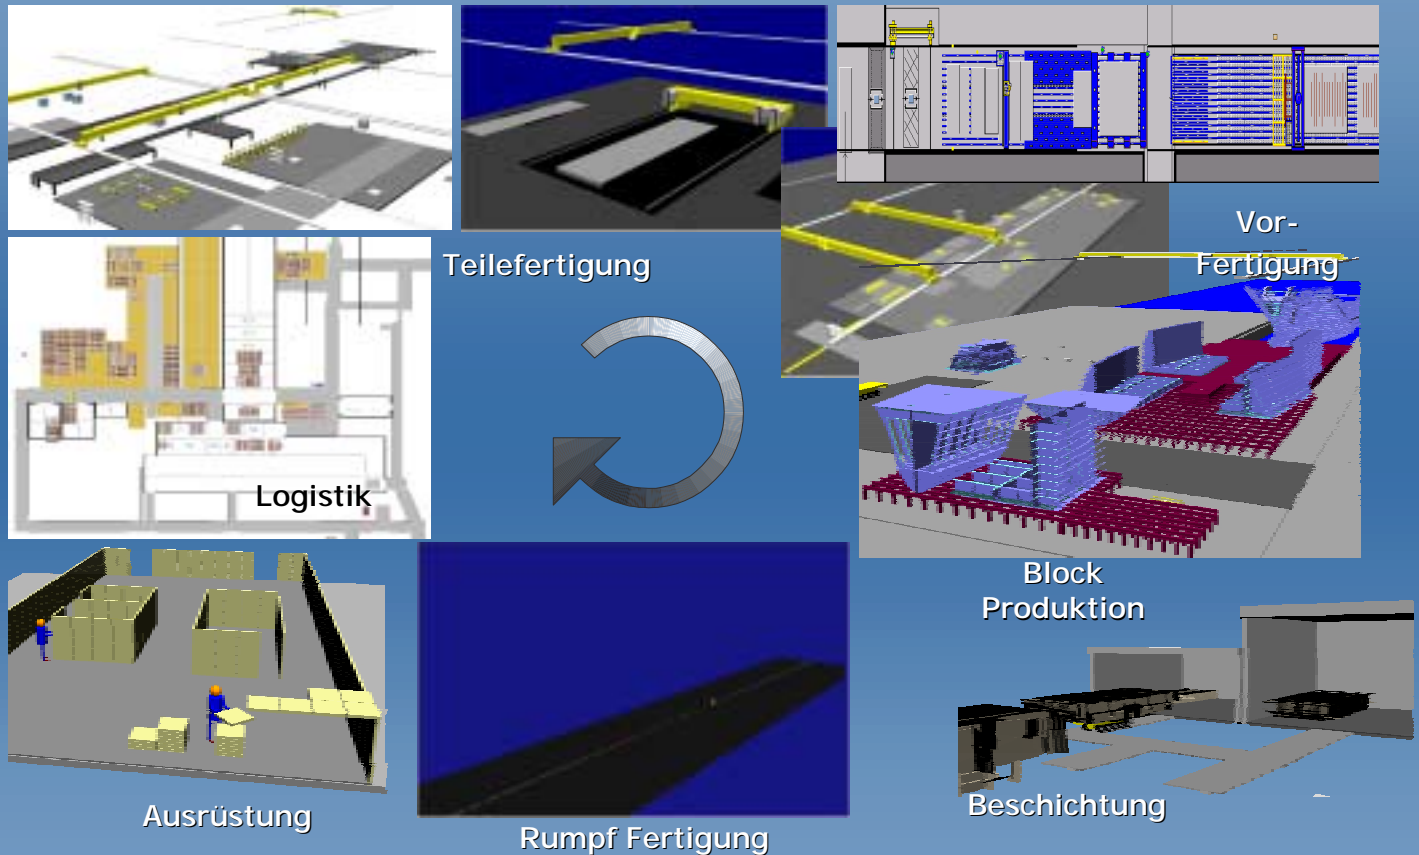 Teilefertigung
Vor-
Fertigung
Logistik
Block
Produktion
Beschichtung
Rumpf Fertigung
Ausrüstung